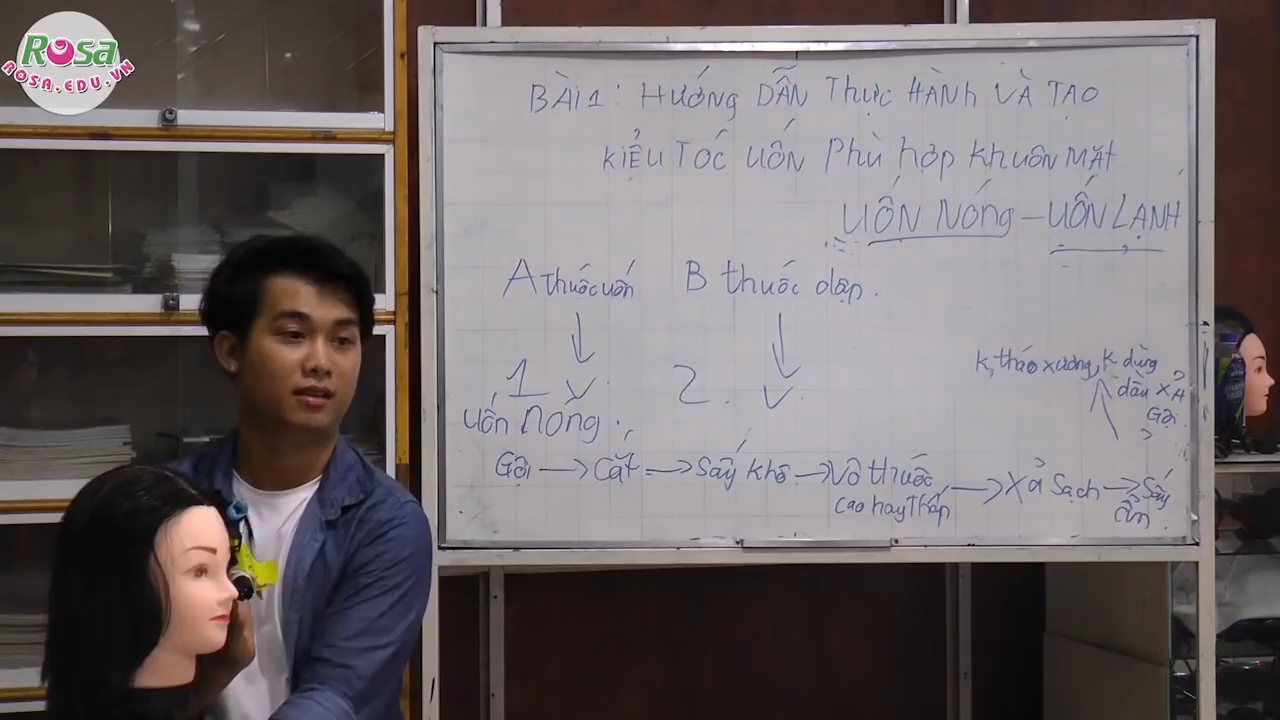 Rosa
ROSA.EDU.VN
BÀI 1: HƯỚNG DẪN THỰC HÀNH VÀ TẠO
KIỂU TÓC UỐN PHÙ HỢP KHUÔN MẶT
UỐN NÓNG - UỐN LẠNH
A thuốc uốn B thuốc dập.
1 2.
uốn nóng.
K tháo xương, K dùng
dầu xả
Gội.
Gội → Cắt → Sấy khô → Vô thuốc → Xả sạch → Sấy
cao hay thấp
ẩm.